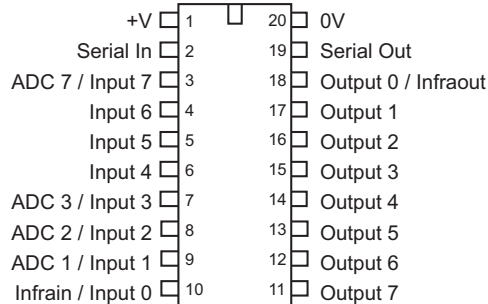 +V 1 20 0V
Serial In 2 19 Serial Out
ADC 7 / Input 7 3 18 Output 0 / Infraout
Input 6 4 17 Output 1
Input 5 5 16 Output 2
Input 4 6 15 Output 3
ADC 3 / Input 3 7 14 Output 4
ADC 2 / Input 2 8 13 Output 5
ADC 1 / Input 1 9 12 Output 6
Infrain / Input 0 10 11 Output 7